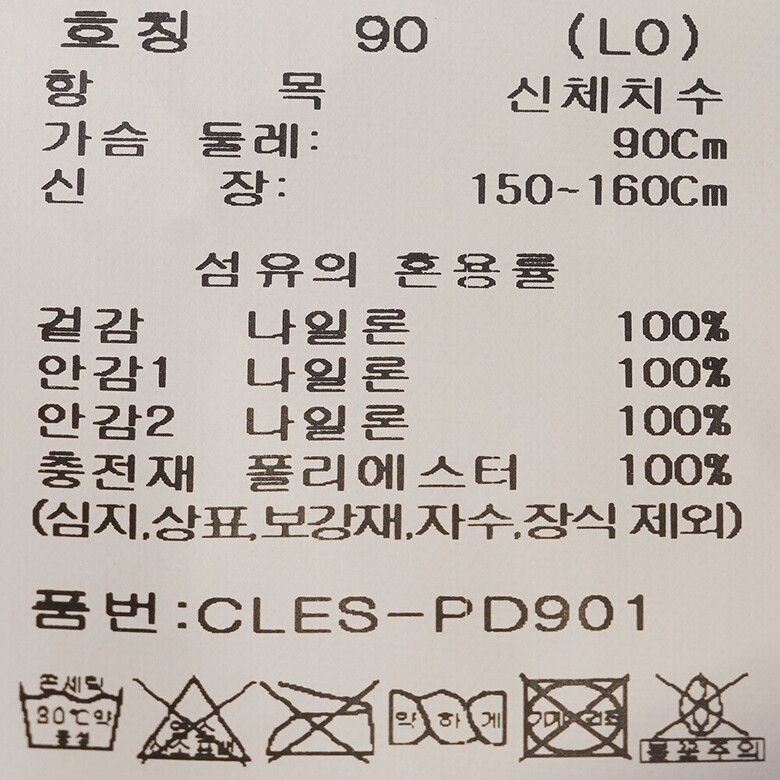 호칭 90 (LO)
항 목 신체치수
가슴 둘레: 90Cm
신 장: 150~160Cm
섬유의 혼용률
겉감 나일론 100%
안감1 나일론 100%
안감2 나일론 100%
충전재 폴리에스터 100%
(심지,상표,보강재,자수,장식 제외)
품번:CLES-PD901
손세탁
30℃약 중성
약하게
불꽃주의